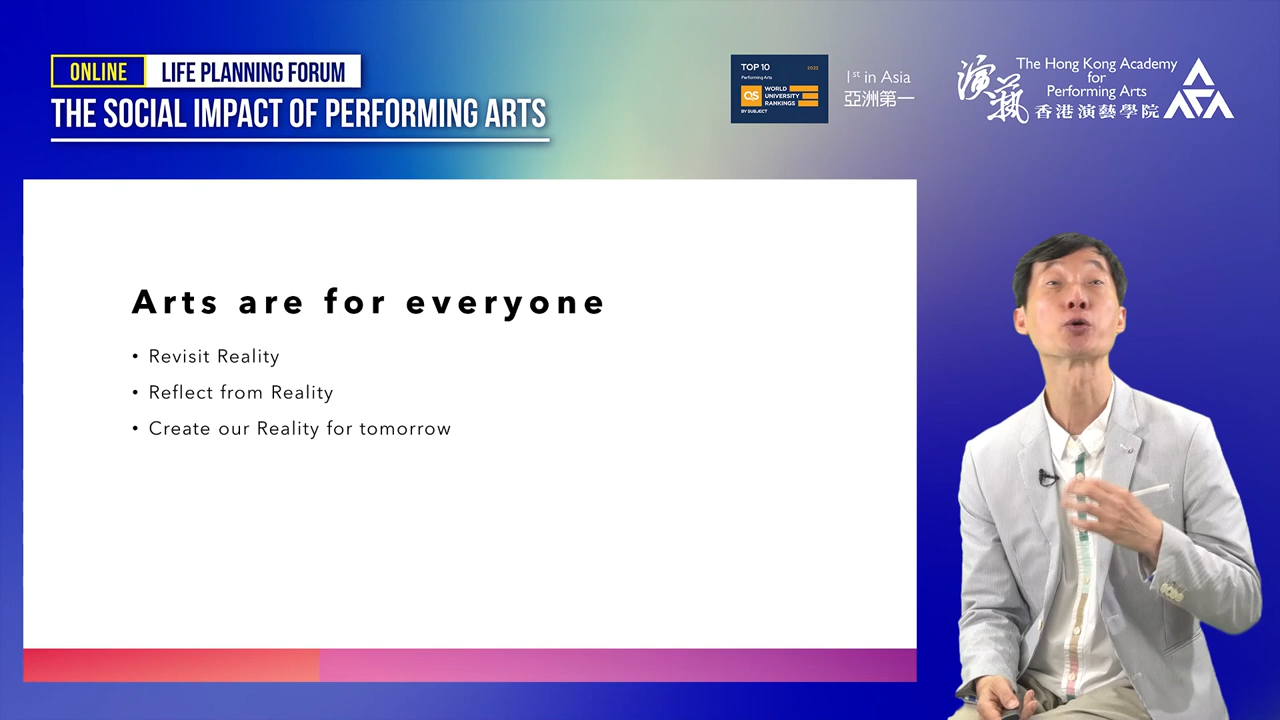 ONLINE
LIFE PLANNING FORUM
THE SOCIAL IMPACT OF PERFORMING ARTS
TOP 10
2022
Performing Arts
QS
WORLD
UNIVERSITY
RANKINGS
BY SUBJECT
1st in Asia
亞洲第一
演藝
The Hong Kong Academy
for
Performing Arts
香港演藝學院
Arts are for everyone
• Revisit Reality
• Reflect from Reality
• Create our Reality for tomorrow